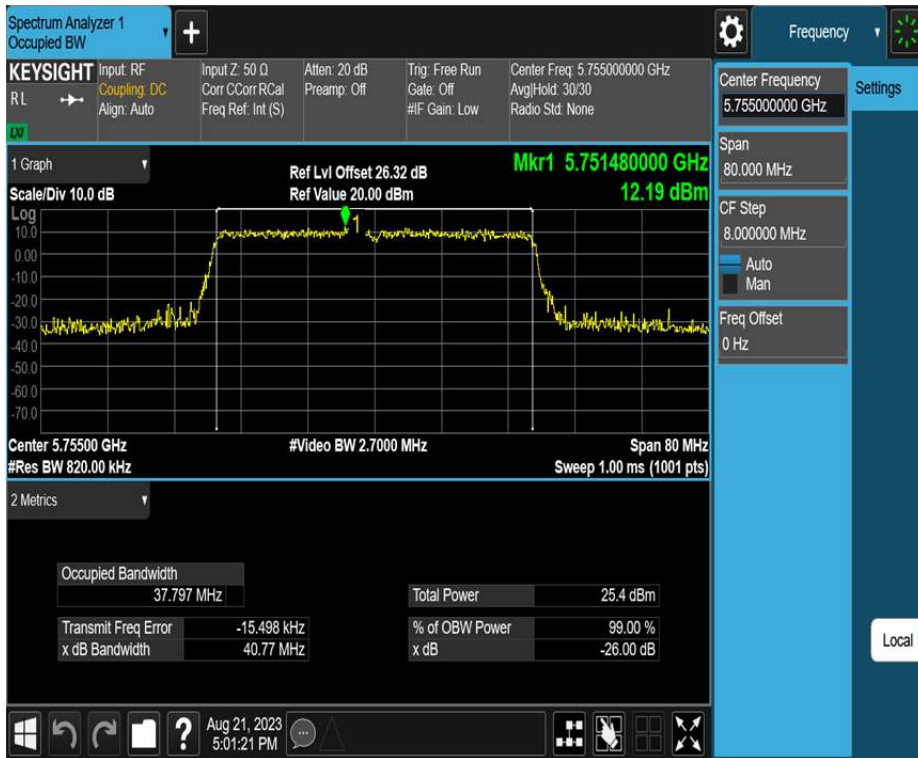 Spectrum Analyzer 1
Occupied BW
+
Frequency
KEYSIGHT
RL
LXI
Input: RF
Coupling: DC
Align: Auto
Input Z: 50 Ω
Corr CCorr RCal
Freq Ref: Int (S)
Atten: 20 dB
Preamp: Off
Trig: Free Run
Gate: Off
#IF Gain: Low
Center Freq: 5.755000000 GHz
Avg|Hold: 30/30
Radio Std: None
Center Frequency
5.755000000 GHz
Settings
Span
80.000 MHz
CF Step
8.000000 MHz
Auto
Man
Freq Offset
0 Hz
1 Graph
Scale/Div 10.0 dB
Ref Lvl Offset 26.32 dB
Ref Value 20.00 dBm
Mkr1 5.751480000 GHz
12.19 dBm
Log
10.0
0.00
-10.0
-20.0
-30.0
-40.0
-50.0
-60.0
-70.0
1
Center 5.75500 GHz
#Video BW 2.7000 MHz
Span 80 MHz
#Res BW 820.00 kHz
Sweep 1.00 ms (1001 pts)
2 Metrics
Occupied Bandwidth
37.797 MHz
Total Power 25.4 dBm
Transmit Freq Error -15.498 kHz
% of OBW Power 99.00 %
x dB Bandwidth 40.77 MHz
x dB -26.00 dB
Local
?
Aug 21, 2023
5:01:21 PM